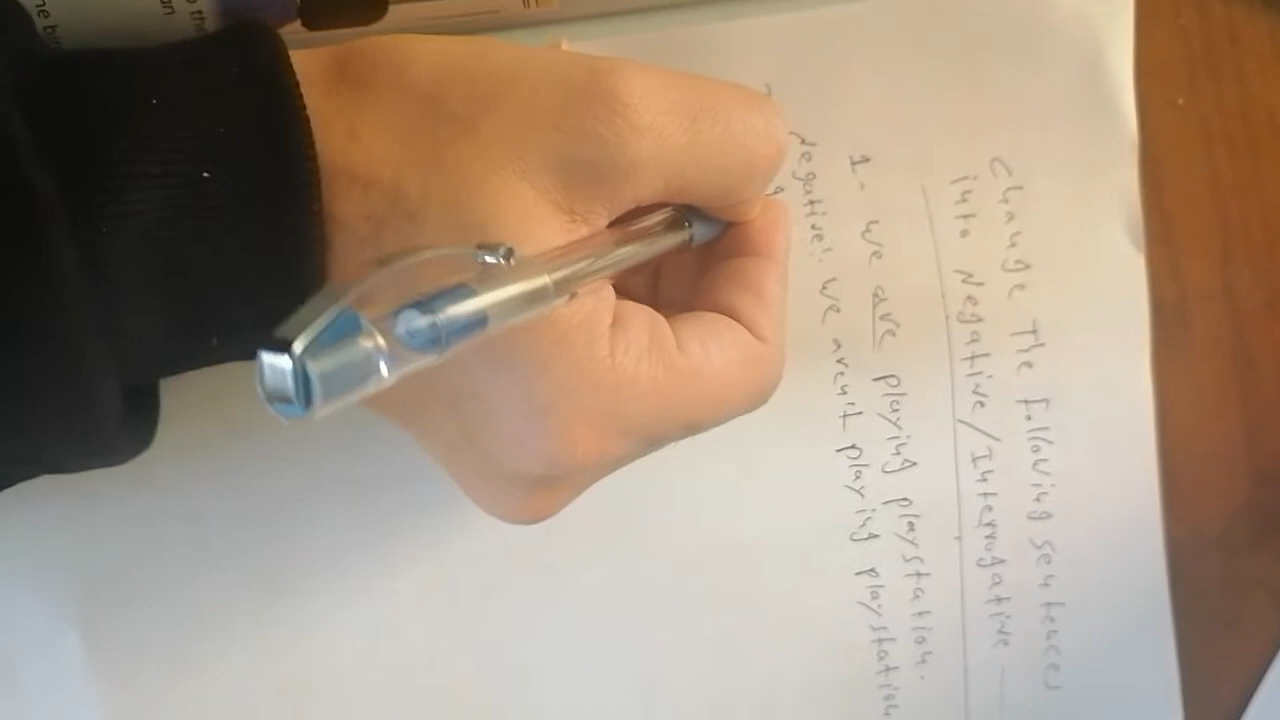 Change The following sentences
into Negative/Interrogative
1- we are playing playstation.
Negative: we aren't playing playstation